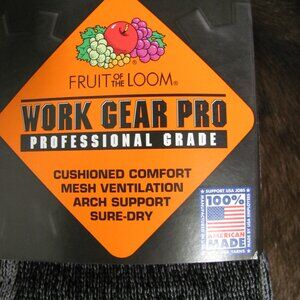 FRUIT OF THE LOOM®
WORK GEAR PRO
PROFESSIONAL GRADE
CUSHIONED COMFORT
MESH VENTILATION
ARCH SUPPORT
SURE-DRY
SUPPORT USA JOBS
100%
AMERICAN
MADE
YARNS